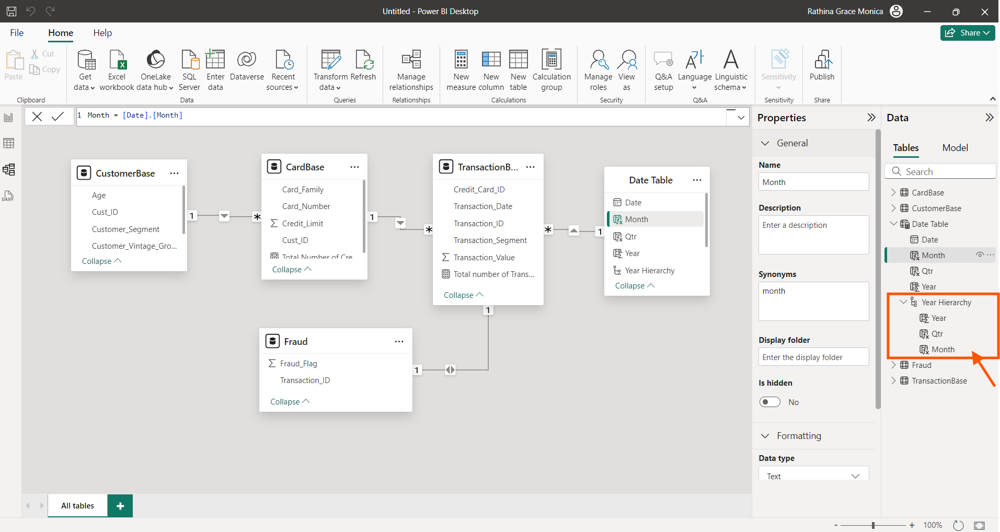 Untitled - Power BI Desktop
Rathina Grace Monica
File
Home
Help
Share
Paste
Cut
Copy
Get data
Excel workbook
OneLake data hub
SQL Server
Enter data
Dataverse
Recent sources
Transform data
Refresh
Manage relationships
New measure
New column
New table
Calculation group
Manage roles
View as
Q&A setup
Language
Linguistic schema
Sensitivity
Publish
Clipboard
Data
Queries
Relationships
Calculations
Security
Q&A
Sensitivity
Share
1 Month = [Date].[Month]
CustomerBase
Age
Cust_ID
Customer_Segment
Customer_Vintage_Gro...
Collapse
1
*
CardBase
Card_Family
Card_Number
Credit_Limit
Cust_ID
Total Number of Cre
Collapse
1
*
TransactionB...
Credit_Card_ID
Transaction_Date
Transaction_ID
Transaction_Segment
Transaction_Value
Total number of Trans...
Collapse
*
1
1
Date Table
Date
Month
Qtr
Year
Year Hierarchy
Collapse
Fraud
Fraud_Flag
Transaction_ID
Collapse
1
Properties
General
Name
Month
Description
Enter a description
Synonyms
month
Display folder
Enter the display folder
Is hidden
No
Formatting
Data type
Text
Data
Tables
Model
Search
CardBase
CustomerBase
Date Table
Date
Month
Qtr
Year
Year Hierarchy
Year
Qtr
Month
Fraud
TransactionBase
DAX
All tables
+
- + 100%